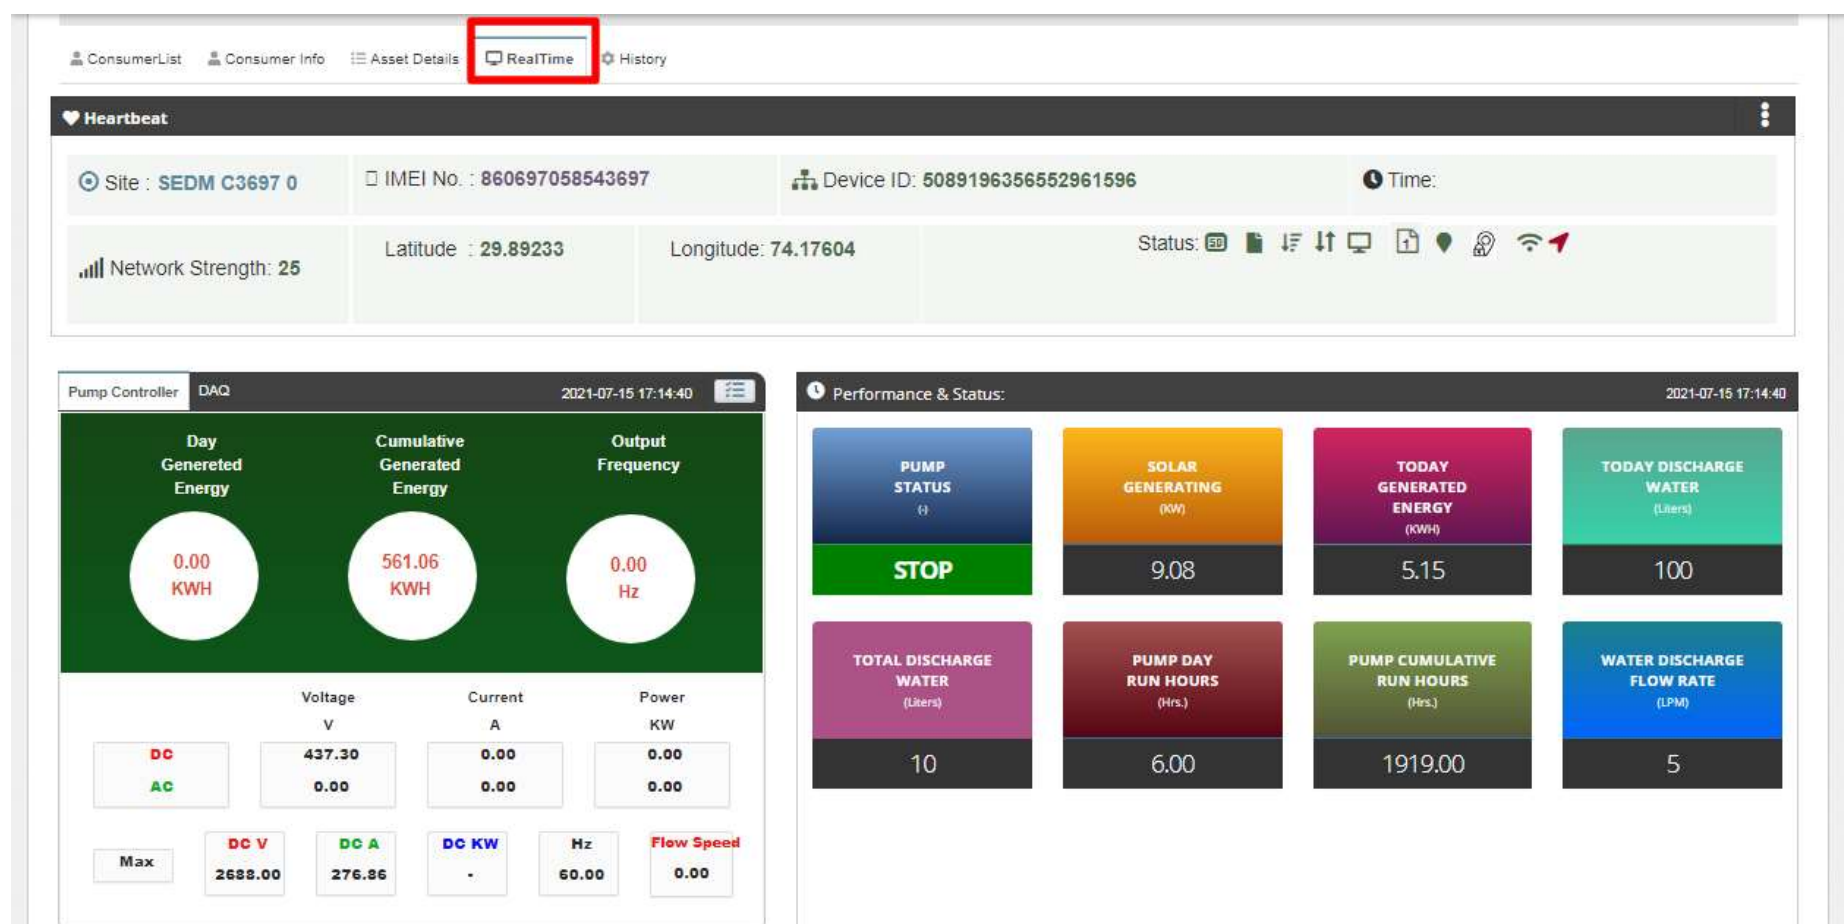 ConsumerList Consumer Info Asset Details RealTime History
Heartbeat
Site : SEDM C3697 0 IMEI No. : 860697058543697 Device ID: 5089196356552961596 Time:
Network Strength: 25 Latitude : 29.89233 Longitude: 74.17604 Status:
Pump Controller DAQ 2021-07-15 17:14:40
Day
Genereted
Energy
Cumulative
Generated
Energy
Output
Frequency
0.00
KWH
561.06
KWH
0.00
Hz
Voltage Current Power
V A KW
DC 437.30 0.00 0.00
AC 0.00 0.00 0.00
Max
DC V DC A DC KW Hz Flow Speed
2688.00 276.86 - 60.00 0.00
Performance & Status: 2021-07-15 17:14:40
PUMP
STATUS
(-)
STOP
SOLAR
GENERATING
(KW)
9.08
TODAY
GENERATED
ENERGY
(KWH)
5.15
TODAY DISCHARGE
WATER
(Liters)
100
TOTAL DISCHARGE
WATER
(Liters)
10
PUMP DAY
RUN HOURS
(Hrs.)
6.00
PUMP CUMULATIVE
RUN HOURS
(Hrs.)
1919.00
WATER DISCHARGE
FLOW RATE
(LPM)
5